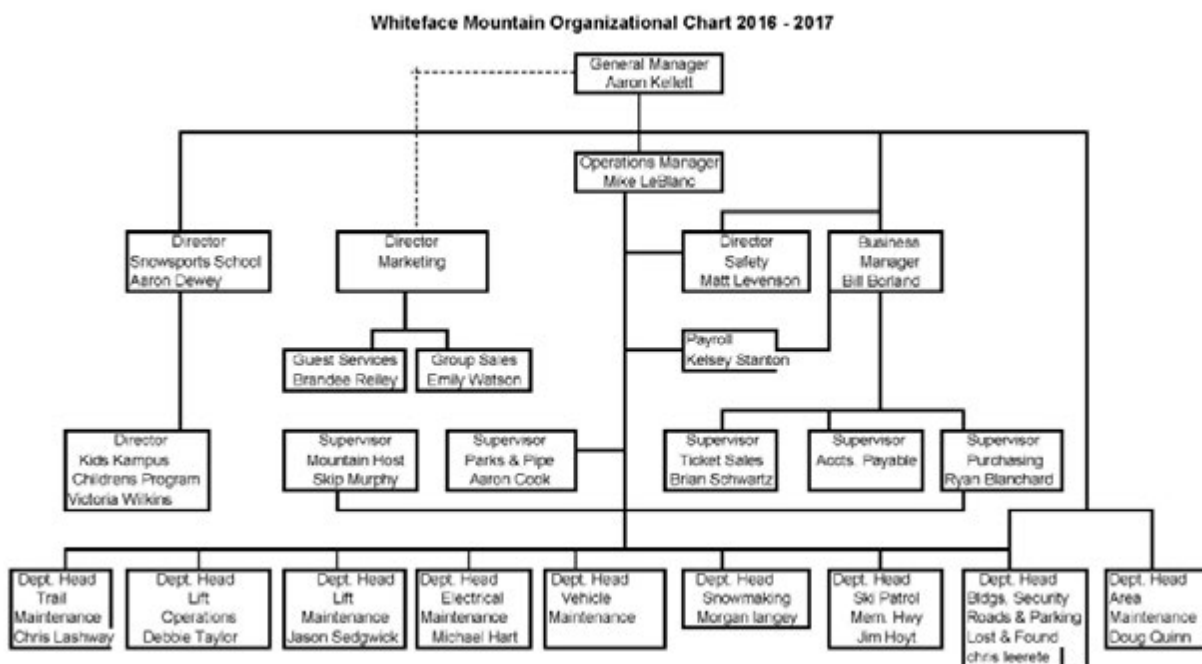 Whiteface Mountain Organizational Chart 2016 - 2017
General Manager
Aaron Kellett
Operations Manager
Mike LeBlanc
Director
Snowsports School
Aaron Dewey
Director
Marketing
Director
Safety
Matt Levenson
Business
Manager
Bill Borland
Guest Services
Brandee Reiley
Group Sales
Emily Watson
Payroll
Kelsey Stanton
Director
Kids Kampus
Childrens Program
Victoria Wilkins
Supervisor
Mountain Host
Skip Murphy
Supervisor
Parks & Pipe
Aaron Cook
Supervisor
Ticket Sales
Brian Schwartz
Supervisor
Accts. Payable
Supervisor
Purchasing
Ryan Blanchard
Dept. Head
Trail
Maintenance
Chris Lashway
Dept. Head
Lift
Operations
Debbie Taylor
Dept. Head
Lift
Maintenance
Jason Sedgwick
Dept. Head
Electrical
Maintenance
Michael Hart
Dept. Head
Vehicle
Maintenance
Dept. Head
Snowmaking
Morgan langey
Dept. Head
Ski Patrol
Mem. Hwy
Jim Hoyt
Dept. Head
Bldgs. Security
Roads & Parking
Lost & Found
chris leerete
Dept. Head
Area
Maintenance
Doug Quinn